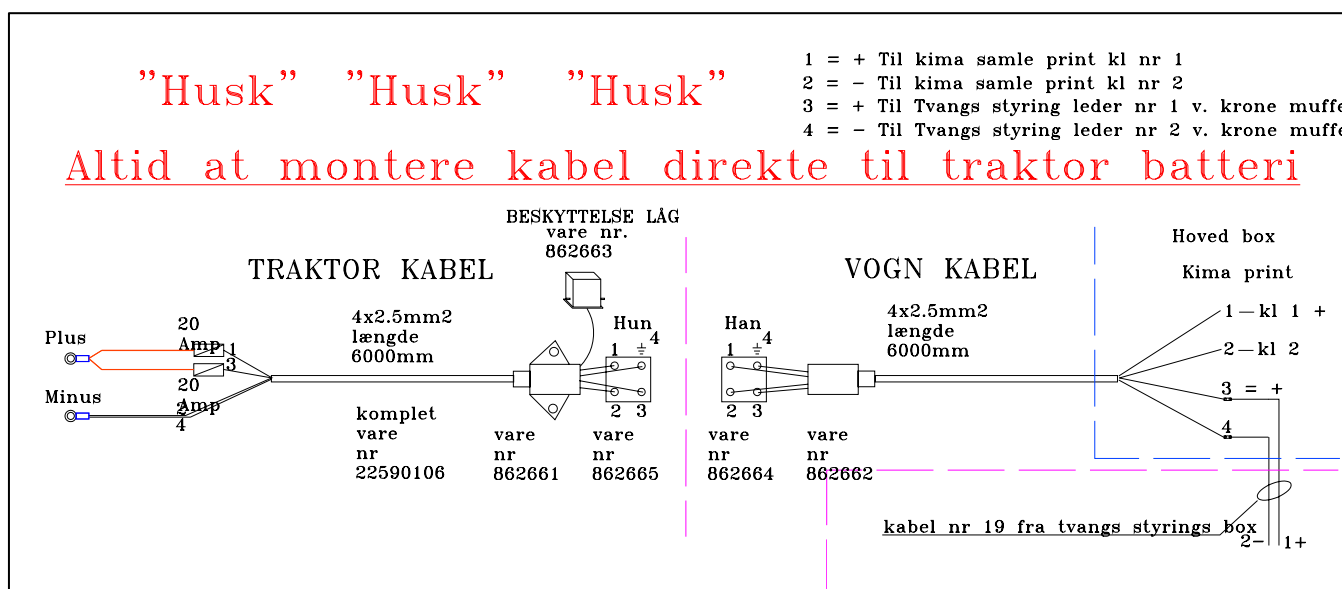 "Husk" "Husk" "Husk"
1 = + Til kima samle print kl nr 1
2 = - Til kima samle print kl nr 2
3 = + Til Tvangs styring leder nr 1 v. krone muffe
4 = - Til Tvangs styring leder nr 2 v. krone muffe
Altid at montere kabel direkte til traktor batteri
BESKYTTELSE LÅG
vare nr.
862663
TRAKTOR KABEL
VOGN KABEL
Hoved box
Kima print
Plus
20
Amp
1
3
20
Amp
Minus
2
4
4x2.5mm2
længde
6000mm
komplet
vare
nr
22590106
vare
nr
862661
Hun
1
4
2 3
vare
nr
862665
Han
1
4
2 3
vare
nr
862664
vare
nr
862662
4x2.5mm2
længde
6000mm
1-kl 1 +
2-kl 2
3 = +
4
kabel nr 19 fra tvangs styrings box
2-
1+